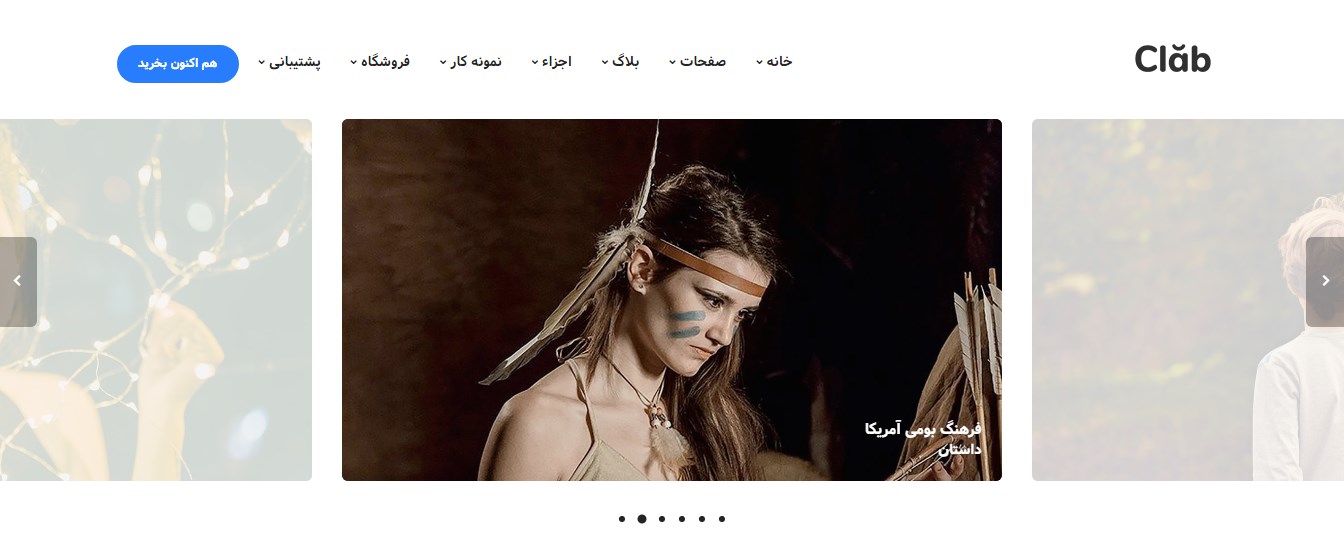 Clăb
خانه
صفحات
بلاگ
اجزاء
نمونه کار
فروشگاه
پشتیبانی
هم اکنون بخرید
فرهنگ بومی آمریکا
داستان